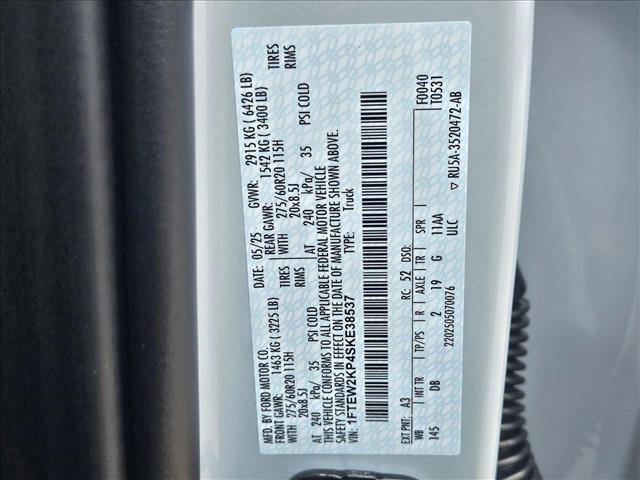 MFD. BY FORD MOTOR CO. DATE: 05/25 GVWR: 2915 KG ( 6426 LB)
FRONT GAWR: 1463 KG ( 3225 LB) REAR GAWR: 1542 KG ( 3400 LB)
WITH 275/60R20 115H TIRES WITH 275/60R20 115H TIRES
20x8.5J RIMS 20x8.5J RIMS
AT 240 kPa/ 35 PSI COLD AT 240 kPa/ 35 PSI COLD
THIS VEHICLE CONFORMS TO ALL APPLICABLE FEDERAL MOTOR VEHICLE
SAFETY STANDARDS IN EFFECT ON THE DATE OF MANUFACTURE SHOWN ABOVE.
VIN: 1FTEW2KP4SKE38537 TYPE: Truck
EXT PNT: A3 RC: 52 DSO: F0040
WB INT TR TP/PS R AXLE TR SPR T0531
145 DB 2 19 G 11AA
2202505070076 ULC
▽ RU5A-3520472-AB